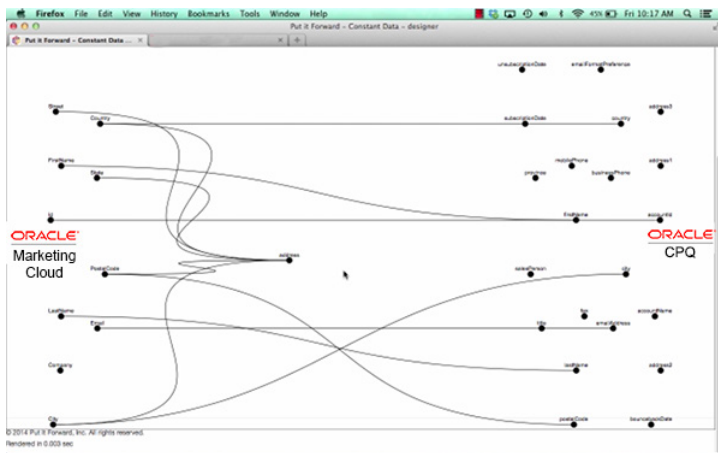 Firefox File Edit View History Bookmarks Tools Window Help 45% Fri 10:17 AM
Put it Forward – Constant Data – designer
Put it Forward – Constant Data ...
unsubscriptionDate emailFormatPreference
Street address3
Country subscriptionDate country
FirstName mobilePhone address1
State province businessPhone
Id firstName accountId
ORACLE ORACLE
Marketing CPQ
Cloud
address
PostalCode salesPerson city
LastName fax accountName
Email title emailAddress
Company lastName address2
City postalCode bouncebackDate
© 2014 Put it Forward, Inc. All rights reserved.
Rendered in 0.003 sec